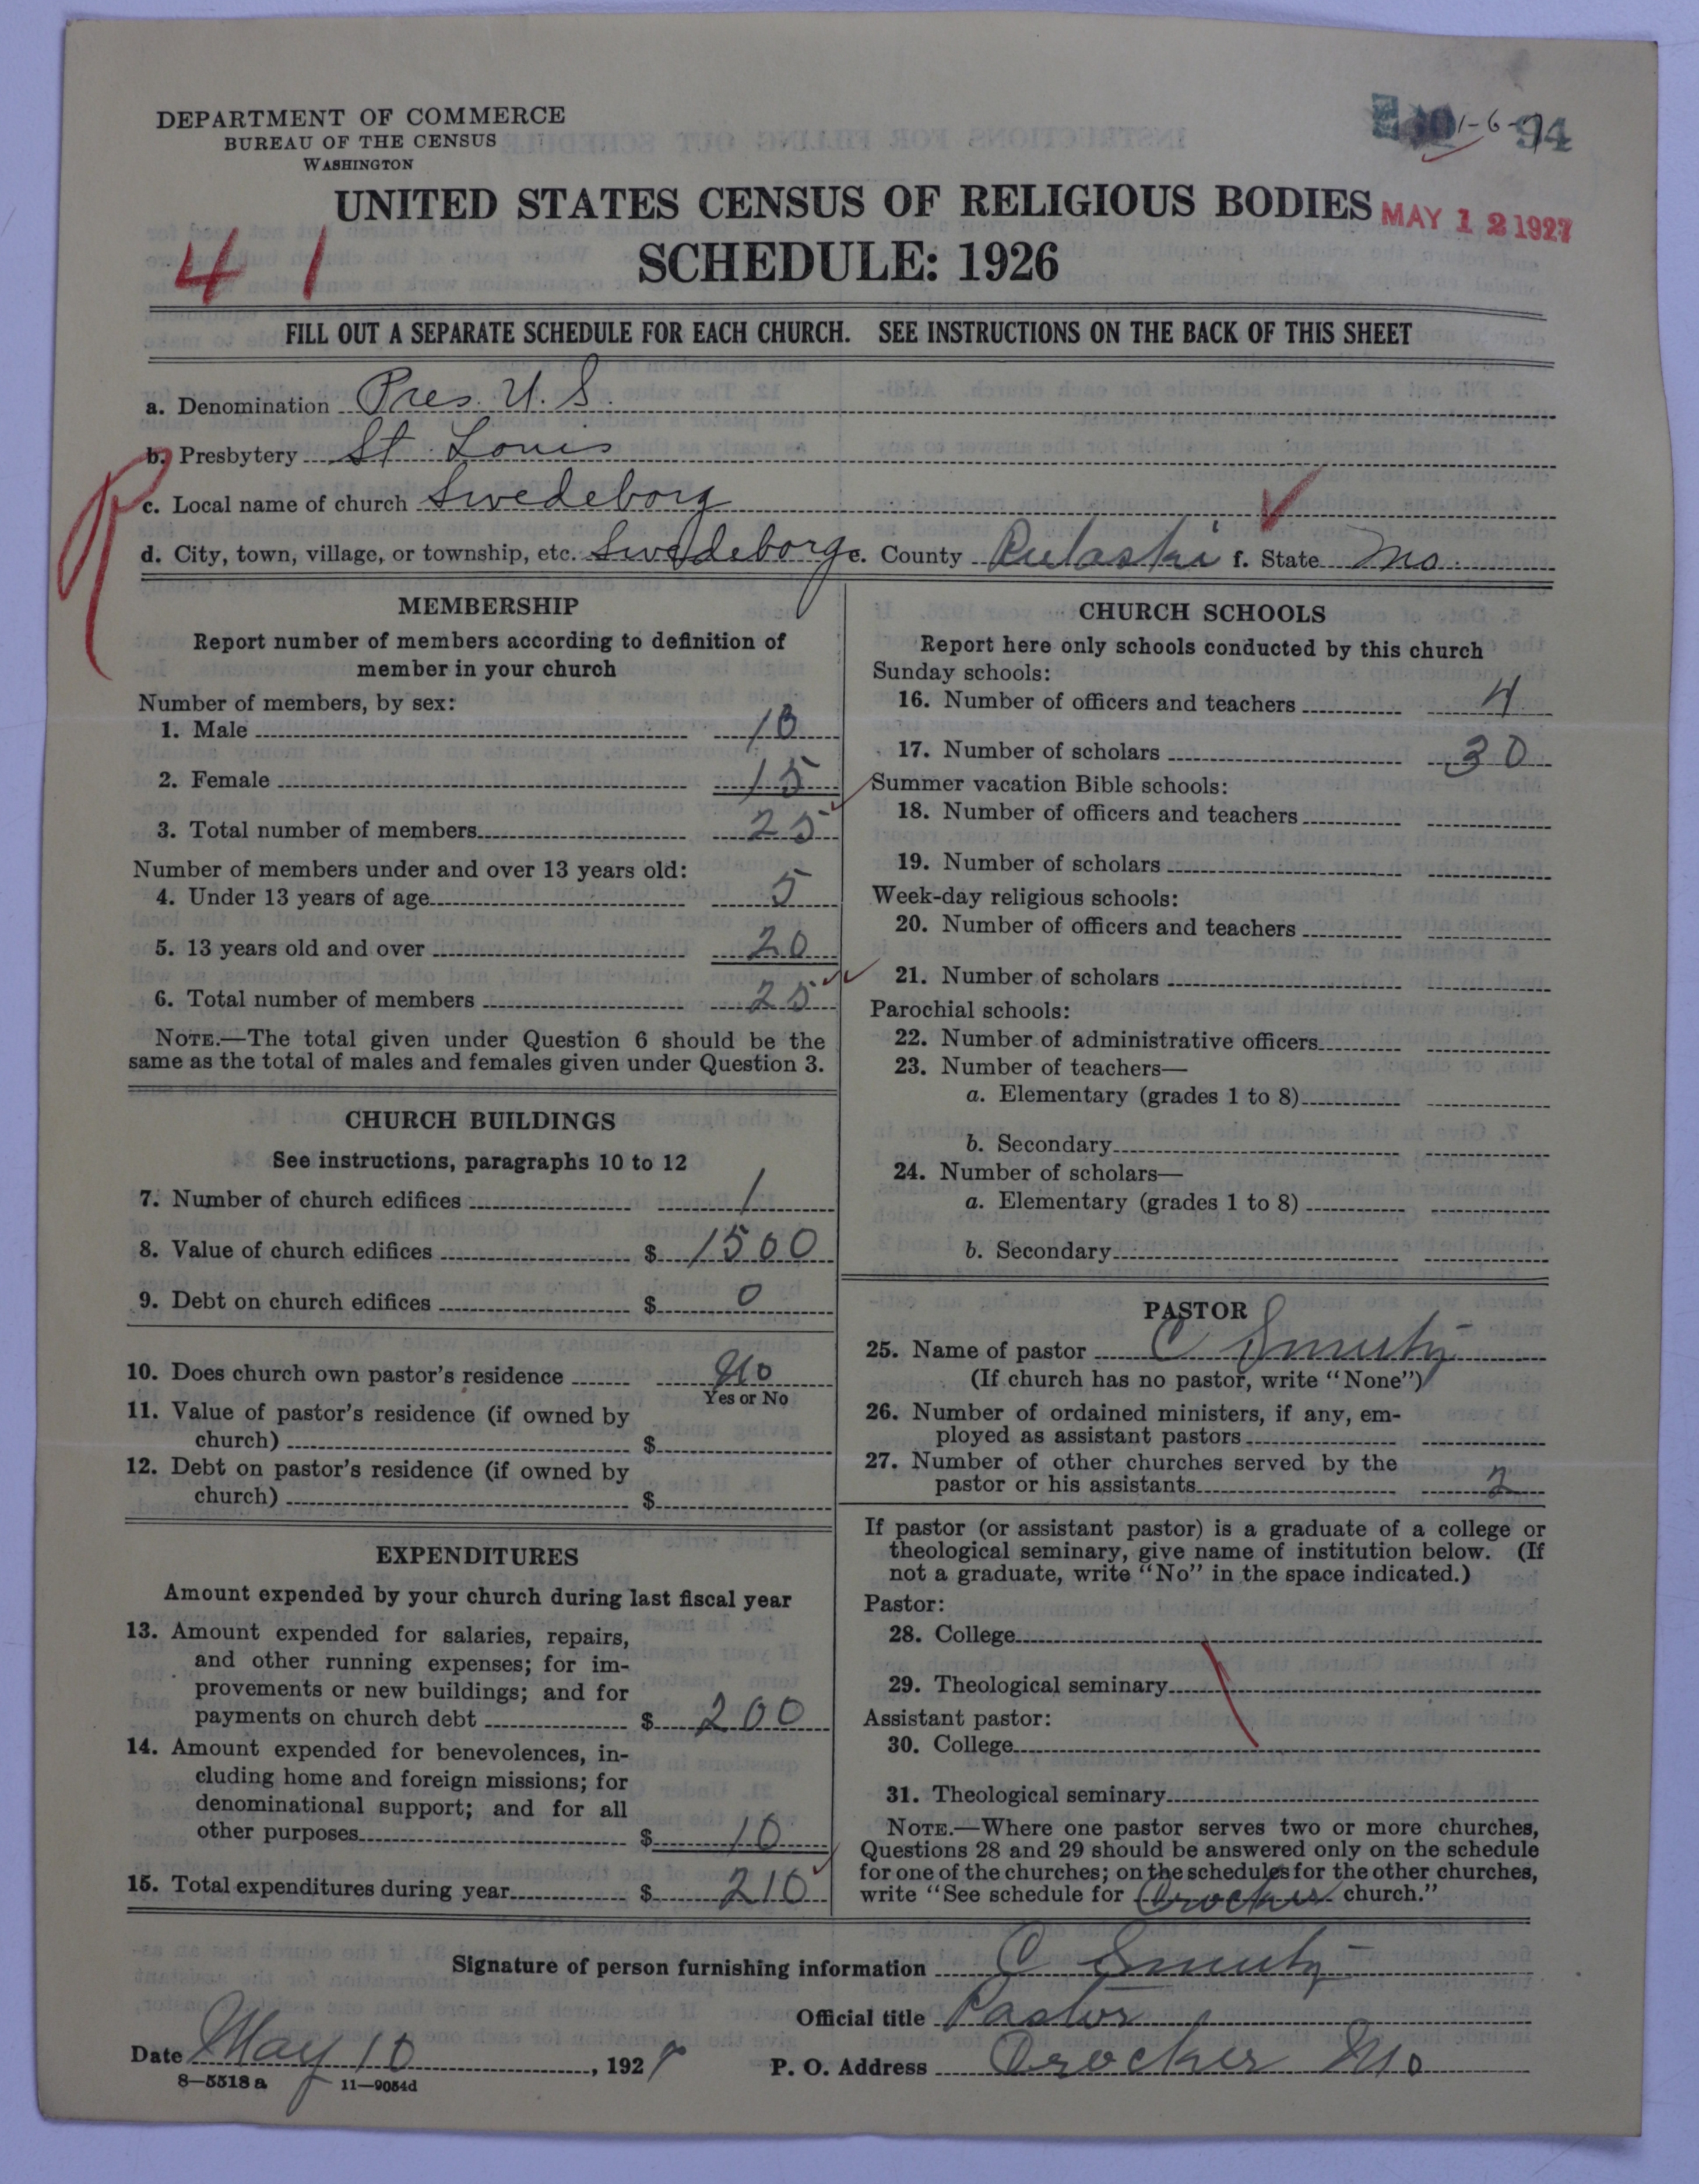 DEPARTMENT OF COMMERCE
BUREAU OF THE CENSUS
WASHINGTON
1-6- 94
UNITED STATES CENSUS OF RELIGIOUS BODIES
MAY 12 1927
41
SCHEDULE: 1926
FILL OUT A SEPARATE SCHEDULE FOR EACH CHURCH. SEE INSTRUCTIONS ON THE BACK OF THIS SHEET
a. Denomination Pres. U. S.
b. Presbytery St. Louis
c. Local name of church Swedeborg
d. City, town, village, or township, etc. Swedeborg e. County Pulaski f. State Mo.
MEMBERSHIP
Report number of members according to definition of
member in your church
Number of members, by sex:
1. Male 10
2. Female 15
3. Total number of members 25
Number of members under and over 13 years old:
4. Under 13 years of age 5
5. 13 years old and over 20
6. Total number of members 25
NOTE.—The total given under Question 6 should be the
same as the total of males and females given under Question 3.
CHURCH BUILDINGS
See instructions, paragraphs 10 to 12
7. Number of church edifices 1
8. Value of church edifices $ 1500
9. Debt on church edifices $ 0
10. Does church own pastor's residence No
Yes or No
11. Value of pastor's residence (if owned by
church) $
12. Debt on pastor's residence (if owned by
church) $
EXPENDITURES
Amount expended by your church during last fiscal year
13. Amount expended for salaries, repairs,
and other running expenses; for im-
provements or new buildings; and for
payments on church debt $ 200
14. Amount expended for benevolences, in-
cluding home and foreign missions; for
denominational support; and for all
other purposes $ 10
15. Total expenditures during year $ 210
CHURCH SCHOOLS
Report here only schools conducted by this church
Sunday schools:
16. Number of officers and teachers 4
17. Number of scholars 30
Summer vacation Bible schools:
18. Number of officers and teachers
19. Number of scholars
Week-day religious schools:
20. Number of officers and teachers
21. Number of scholars
Parochial schools:
22. Number of administrative officers
23. Number of teachers—
a. Elementary (grades 1 to 8)
b. Secondary
24. Number of scholars—
a. Elementary (grades 1 to 8)
b. Secondary
PASTOR
25. Name of pastor C
(If church has no pastor, write "None")
26. Number of ordained ministers, if any, em-
ployed as assistant pastors
27. Number of other churches served by the
pastor or his assistants 2
If pastor (or assistant pastor) is a graduate of a college or
theological seminary, give name of institution below. (If
not a graduate, write "No" in the space indicated.)
Pastor:
28. College
29. Theological seminary
Assistant pastor:
30. College
31. Theological seminary
NOTE.—Where one pastor serves two or more churches,
Questions 28 and 29 should be answered only on the schedule
for one of the churches; on the schedules for the other churches,
write "See schedule for Crocker church."
Signature of person furnishing information C
Official title Pastor
Date May 10, 1927 P. O. Address Crocker Mo
8—5518 a 11—9054d